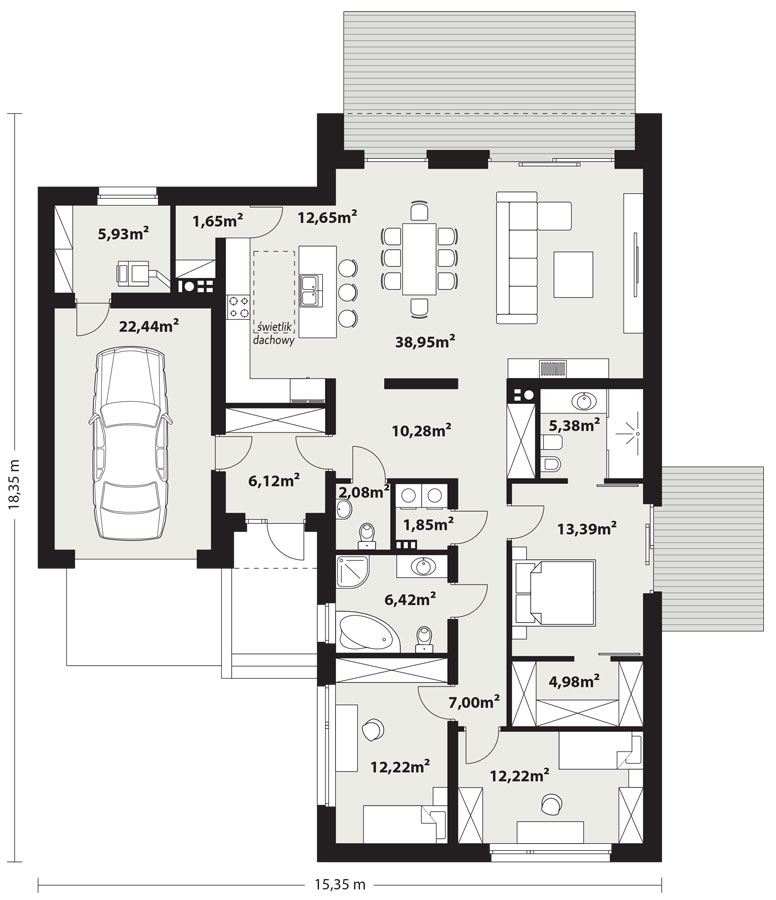 1,65m²
12,65m²
5,93m²
22,44m²
świetlik
dachowy
38,95m²
10,28m²
5,38m²
6,12m²
2,08m²
1,85m²
13,39m²
18,35 m
6,42m²
4,98m²
7,00m²
12,22m²
12,22m²
15,35 m